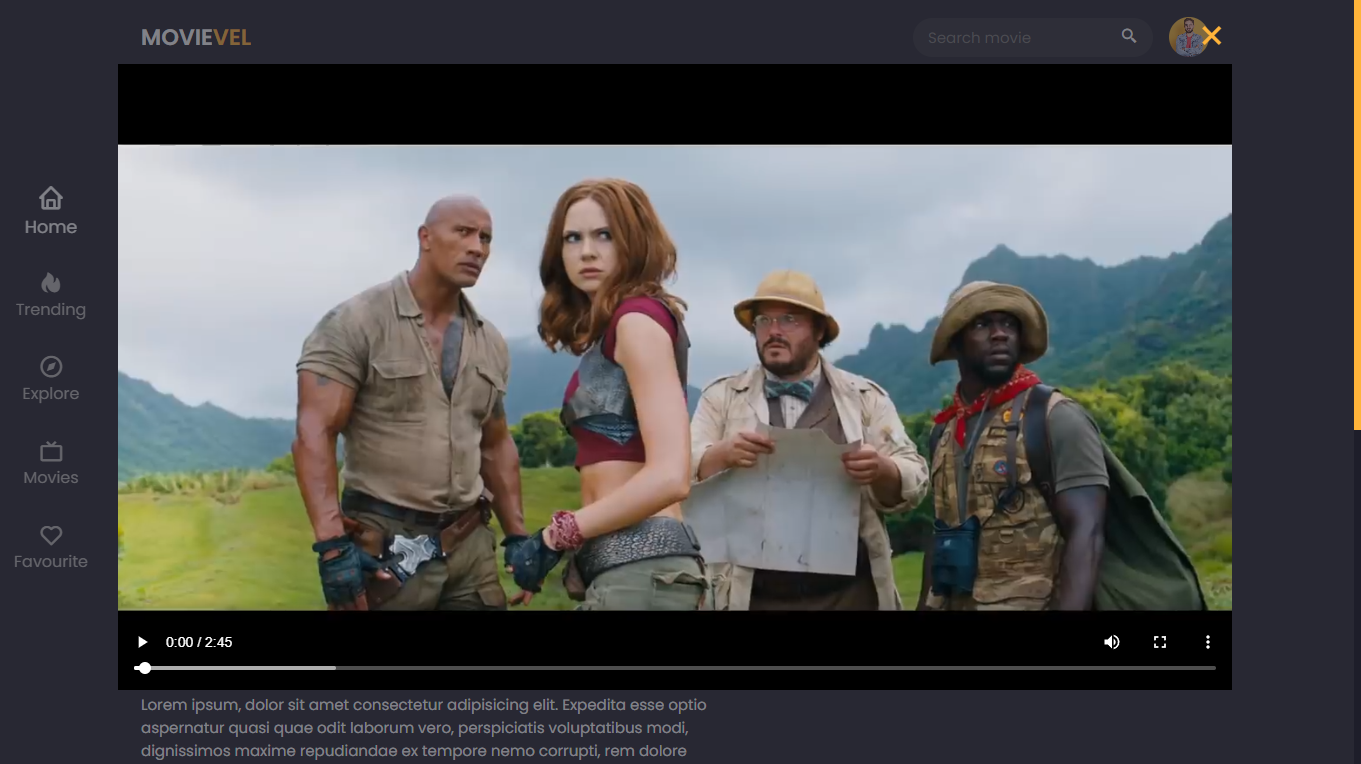 MOVIEVEL
Search movie
Home
Trending
Explore
Movies
Favourite
0:00 / 2:45
Lorem ipsum, dolor sit amet consectetur adipisicing elit. Expedita esse optio
aspernatur quasi quae odit laborum vero, perspiciatis voluptatibus modi,
dignissimos maxime repudiandae ex tempore nemo corrupti, rem dolore